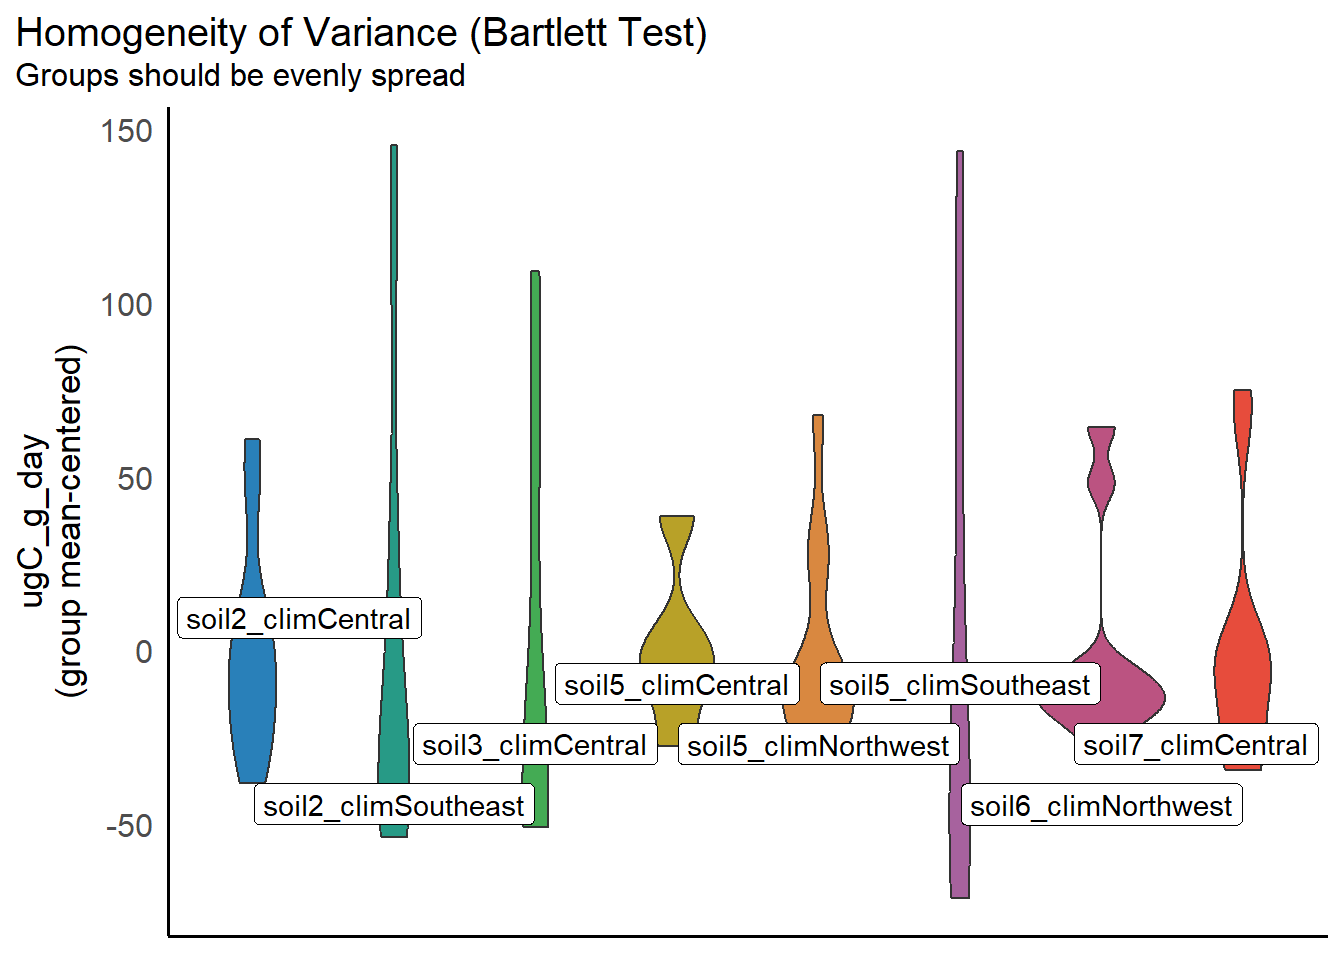 Homogeneity of Variance (Bartlett Test)
Groups should be evenly spread
150
100
50
0
-50
ugC_g_day
(group mean-centered)
soil2_climCentral
soil2_climSoutheast
soil3_climCentral
soil5_climCentral
soil5_climNorthwest
soil5_climSoutheast
soil6_climNorthwest
soil7_climCentral